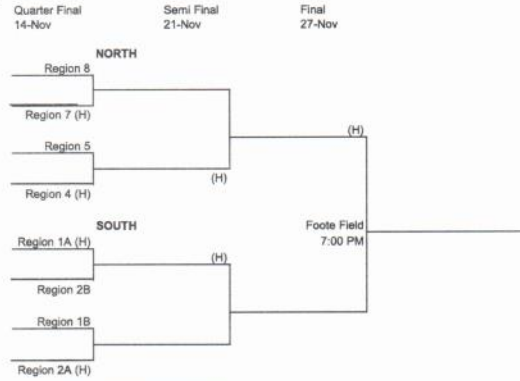 Quarter Final Semi Final Final
14-Nov 21-Nov 27-Nov
NORTH
Region 8
Region 7 (H)
(H)
Region 5
(H)
Region 4 (H)
SOUTH
Foote Field
7:00 PM
Region 1A (H)
(H)
Region 2B
Region 1B
Region 2A (H)